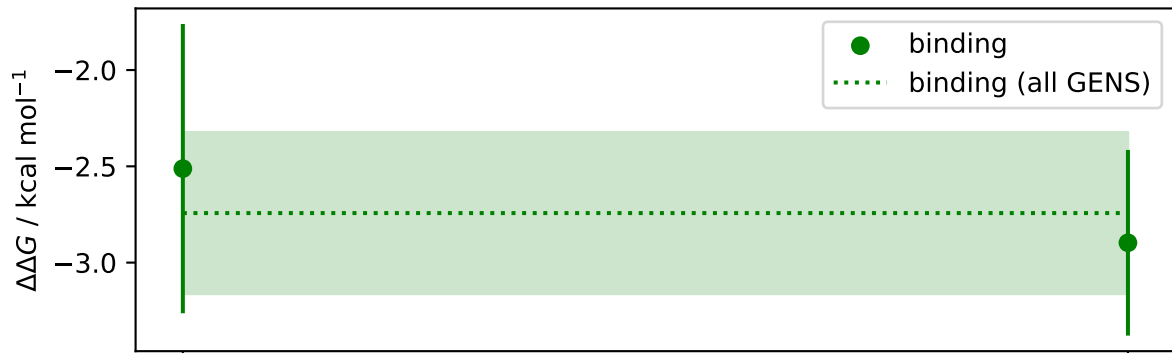 binding
binding (all GENS)
−2.0
−2.5
−3.0
ΔΔG / kcal mol⁻¹